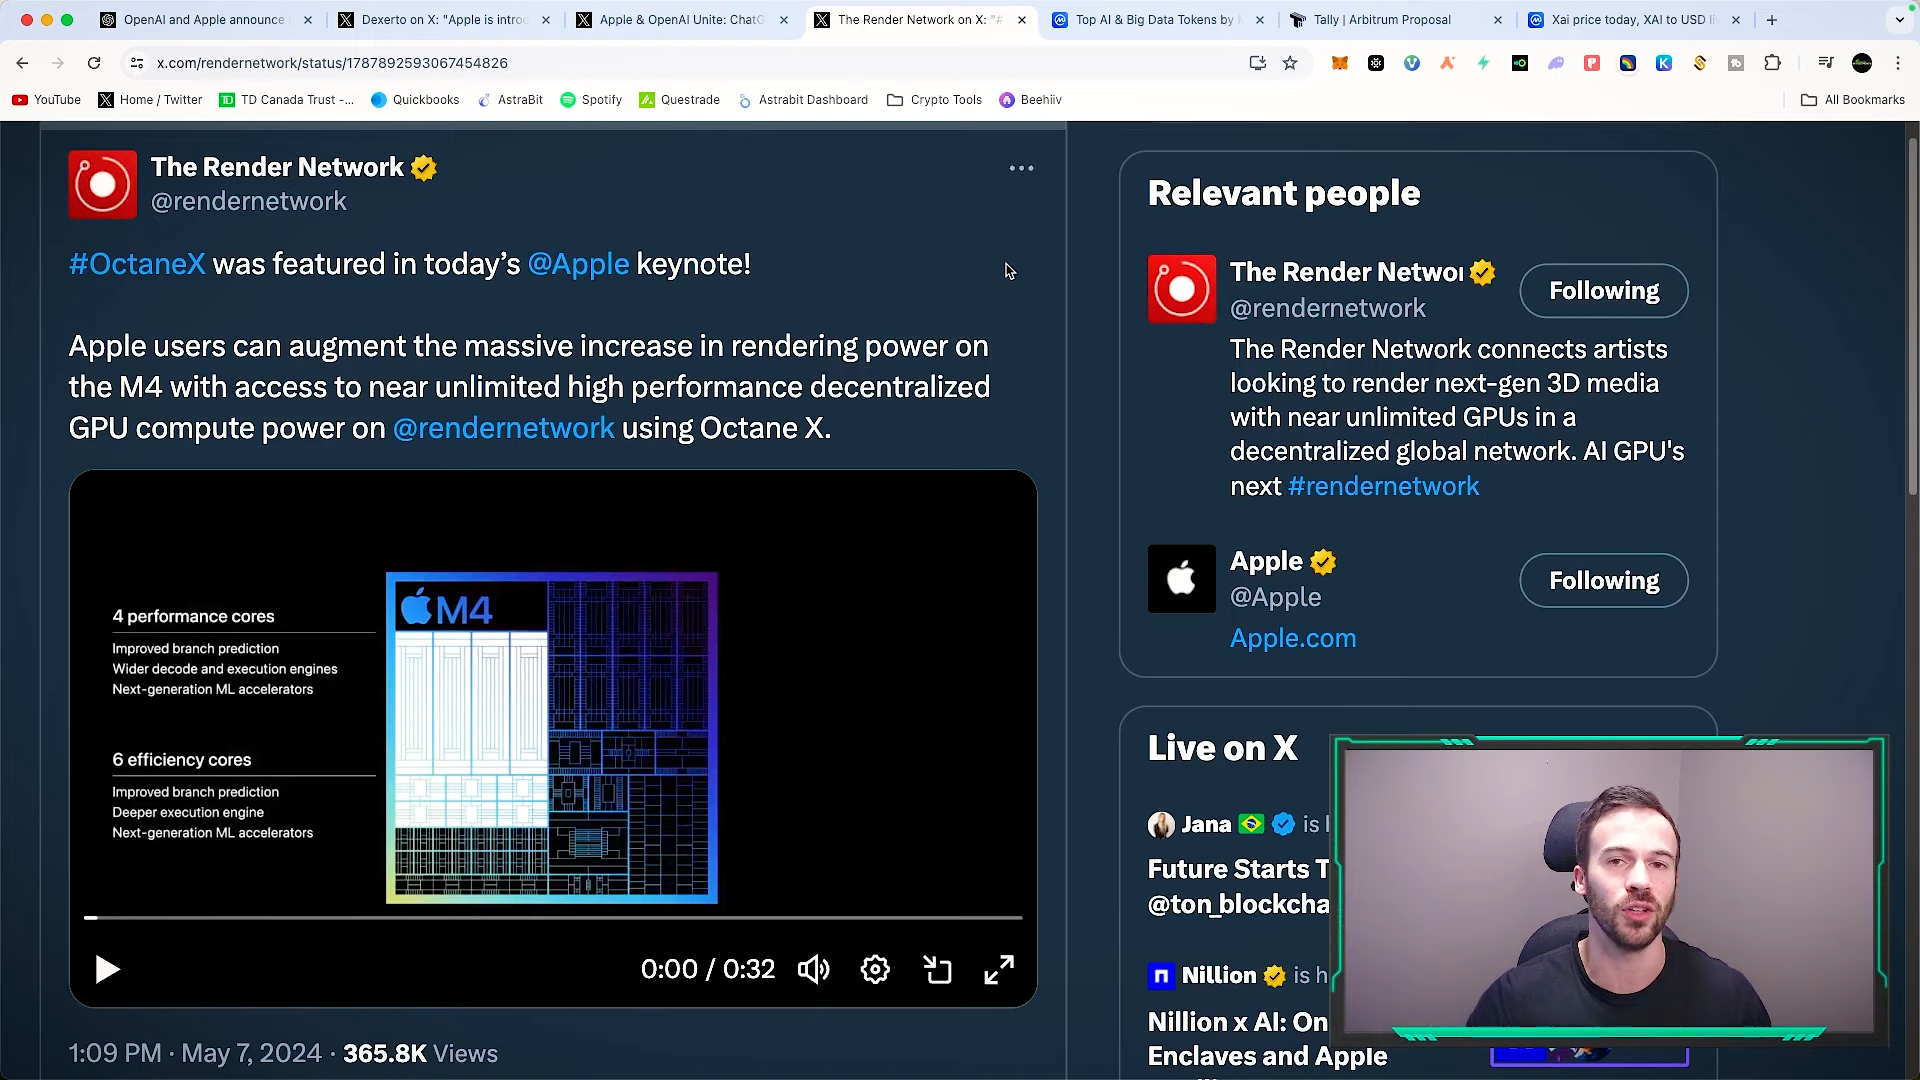 OpenAI and Apple announce
Dexerto on X: "Apple is intro
Apple & OpenAI Unite: ChatG
The Render Network on X: "#
Top AI & Big Data Tokens by
Tally | Arbitrum Proposal
Xai price today, XAI to USD li
x.com/rendernetwork/status/1787892593067454826
YouTube
Home / Twitter
TD Canada Trust -...
Quickbooks
AstraBit
Spotify
Questrade
Astrabit Dashboard
Crypto Tools
Beehiiv
All Bookmarks
The Render Network
@rendernetwork
#OctaneX was featured in today’s @Apple keynote!
Apple users can augment the massive increase in rendering power on
the M4 with access to near unlimited high performance decentralized
GPU compute power on @rendernetwork using Octane X.
M4
4 performance cores
Improved branch prediction
Wider decode and execution engines
Next-generation ML accelerators
6 efficiency cores
Improved branch prediction
Deeper execution engine
Next-generation ML accelerators
0:00 / 0:32
1:09 PM · May 7, 2024 · 365.8K Views
Relevant people
The Render Networ
@rendernetwork
Following
The Render Network connects artists
looking to render next-gen 3D media
with near unlimited GPUs in a
decentralized global network. AI GPU's
next #rendernetwork
Apple
@Apple
Following
Apple.com
Live on X
Jana is
Future Starts T
@ton_blockcha
Nillion is h
Nillion x AI: On
Enclaves and Apple